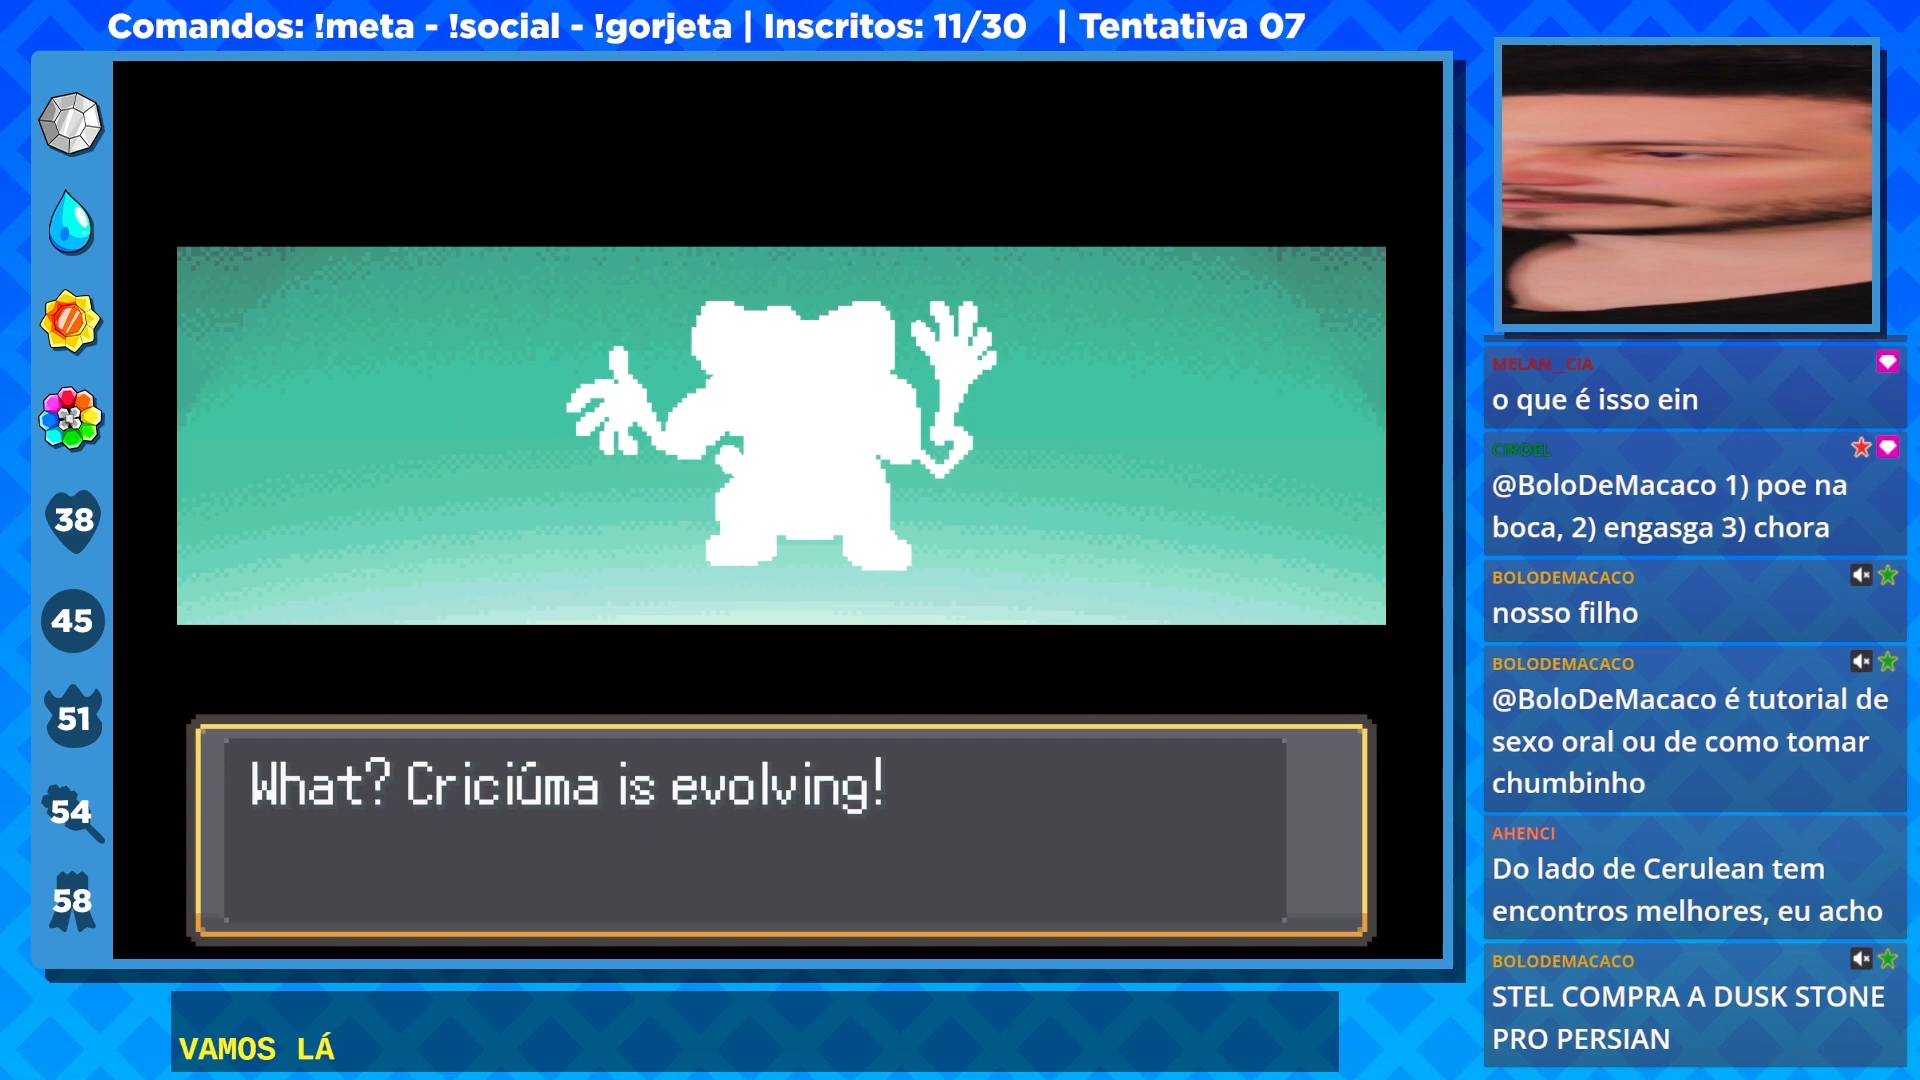 Comandos: !meta - !social - !gorjeta | Inscritos: 11/30 | Tentativa 07
38
45
51
54
58
What? Criciúma is evolving!
VAMOS LÁ
MELAN__CIA
o que é isso ein
CIROEL
@BoloDeMacaco 1) poe na
boca, 2) engasga 3) chora
BOLODEMACACO
nosso filho
BOLODEMACACO
@BoloDeMacaco é tutorial de
sexo oral ou de como tomar
chumbinho
AHENCI
Do lado de Cerulean tem
encontros melhores, eu acho
BOLODEMACACO
STEL COMPRA A DUSK STONE
PRO PERSIAN